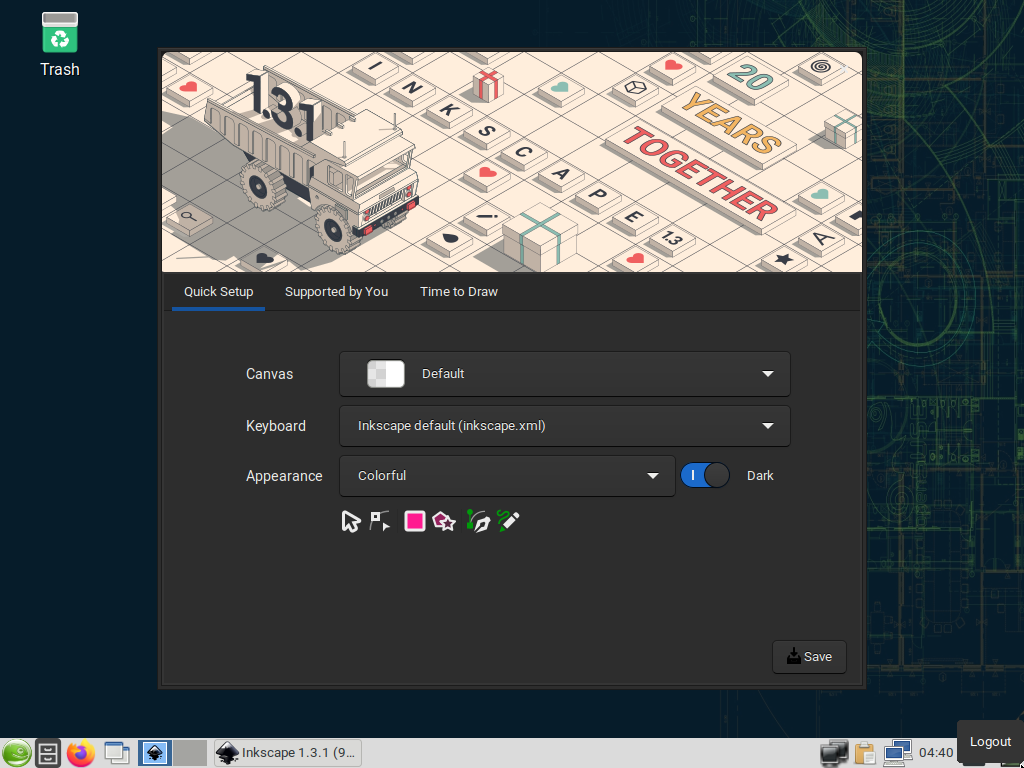 Trash
1.3.1
INKSCAPE 1.3
20
YEARS
TOGETHER
A
Quick Setup
Supported by You
Time to Draw
Canvas
Default
Keyboard
Inkscape default (inkscape.xml)
Appearance
Colorful
Dark
Save
Inkscape 1.3.1 (9...
04:40
Logout